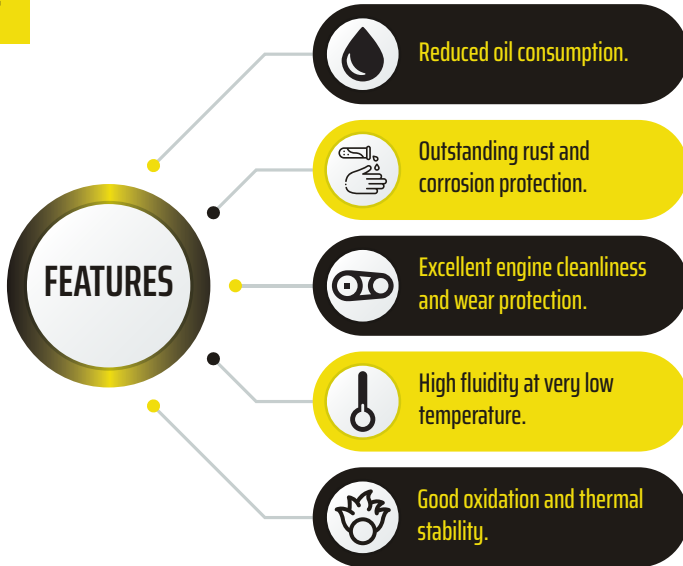 FEATURES
Reduced oil consumption.
Outstanding rust and
corrosion protection.
Excellent engine cleanliness
and wear protection.
High fluidity at very low
temperature.
Good oxidation and thermal
stability.